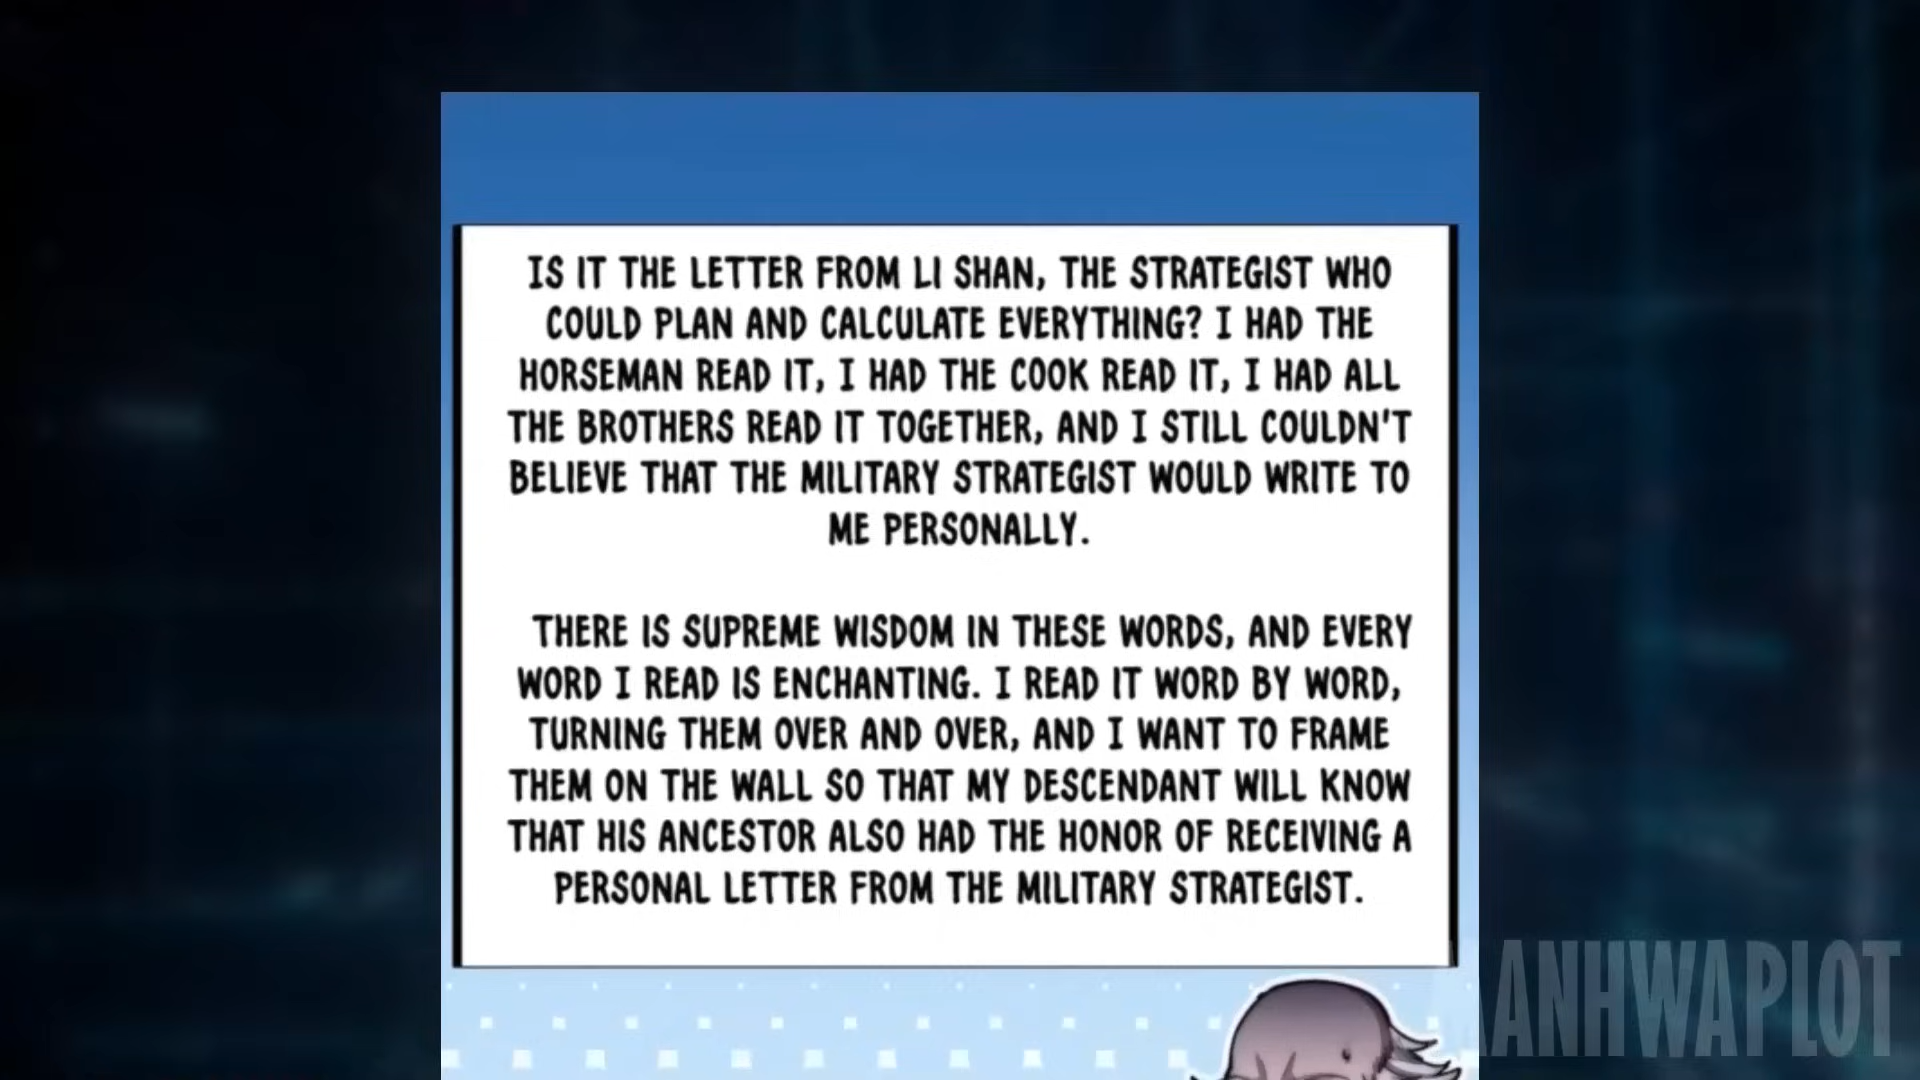 IS IT THE LETTER FROM LI SHAN, THE STRATEGIST WHO
COULD PLAN AND CALCULATE EVERYTHING? I HAD THE
HORSEMAN READ IT, I HAD THE COOK READ IT, I HAD ALL
THE BROTHERS READ IT TOGETHER, AND I STILL COULDN'T
BELIEVE THAT THE MILITARY STRATEGIST WOULD WRITE TO
ME PERSONALLY.
THERE IS SUPREME WISDOM IN THESE WORDS, AND EVERY
WORD I READ IS ENCHANTING. I READ IT WORD BY WORD,
TURNING THEM OVER AND OVER, AND I WANT TO FRAME
THEM ON THE WALL SO THAT MY DESCENDANT WILL KNOW
THAT HIS ANCESTOR ALSO HAD THE HONOR OF RECEIVING A
PERSONAL LETTER FROM THE MILITARY STRATEGIST.
MANHWAPLOT